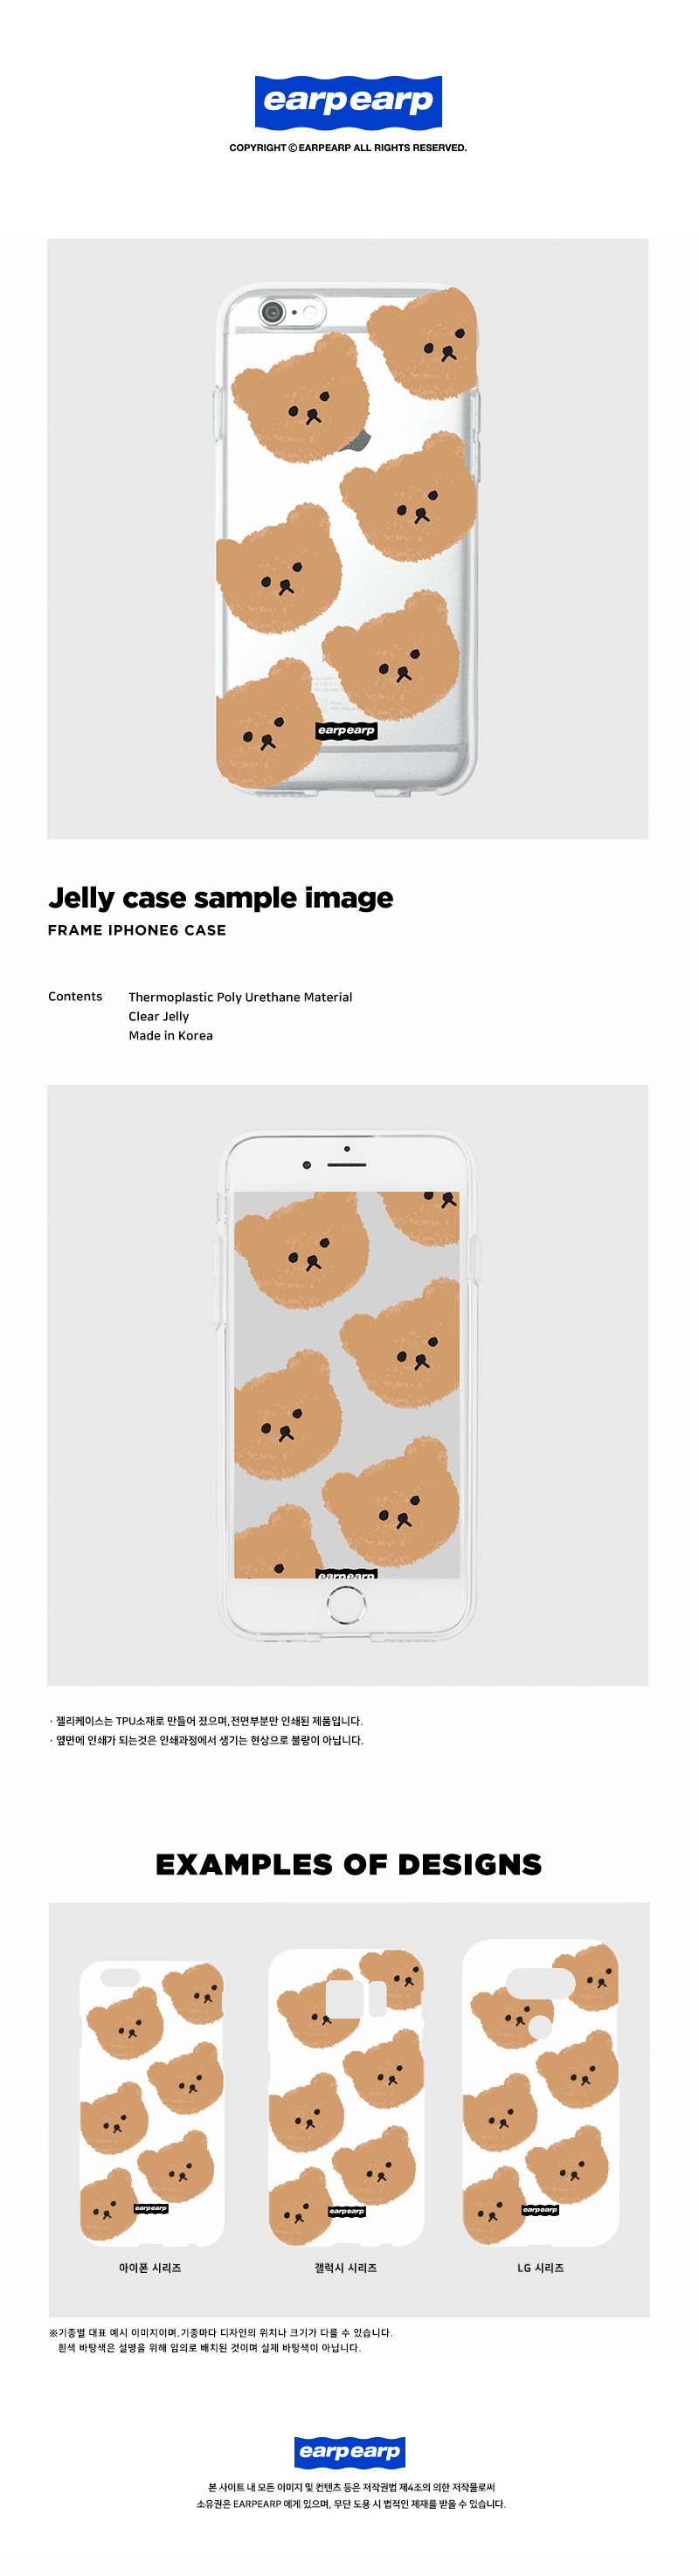 earpearp
COPYRIGHT ⓒ EARPEARP ALL RIGHTS RESERVED.
earpearp
Jelly case sample image
FRAME IPHONE6 CASE
Contents Thermoplastic Poly Urethane Material
Clear Jelly
Made in Korea
earpearp
· 젤리케이스는 TPU소재로 만들어 졌으며,전면부분만 인쇄된 제품입니다.
· 옆면에 인쇄가 되는것은 인쇄과정에서 생기는 현상으로 불량이 아닙니다.
EXAMPLES OF DESIGNS
earpearp earpearp earpearp
아이폰 시리즈 갤럭시 시리즈 LG 시리즈
※기종별 대표 예시 이미지이며.기종마다 디자인의 위치나 크기가 다를 수 있습니다.
흰색 바탕색은 설명을 위해 임의로 배치된 것이며 실제 바탕색이 아닙니다.
earpearp
본 사이트 내 모든 이미지 및 컨텐츠 등은 저작권법 제4조의 의한 저작물로써
소유권은 EARPEARP 에게 있으며, 무단 도용 시 법적인 제재를 받을 수 있습니다.